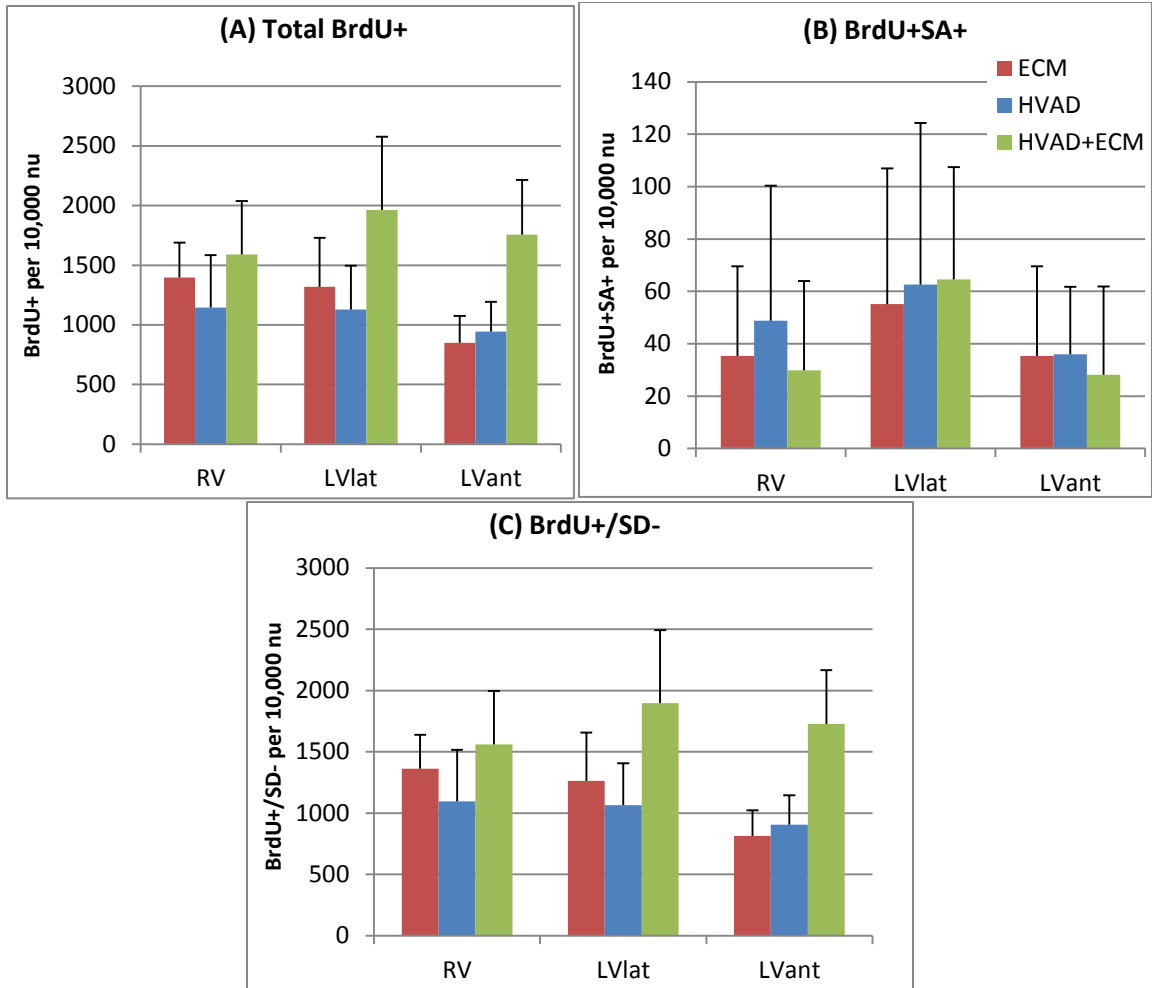 (A) Total BrdU+
BrdU+ per 10,000 nu
3000
2500
2000
1500
1000
500
0
RV LVlat LVant
(B) BrdU+SA+
ECM
HVAD
HVAD+ECM
BrdU+SA+ per 10,000 nu
140
120
100
80
60
40
20
0
RV LVlat LVant
(C) BrdU+/SD-
BrdU+/SD- per 10,000 nu
3000
2500
2000
1500
1000
500
0
RV LVlat LVant